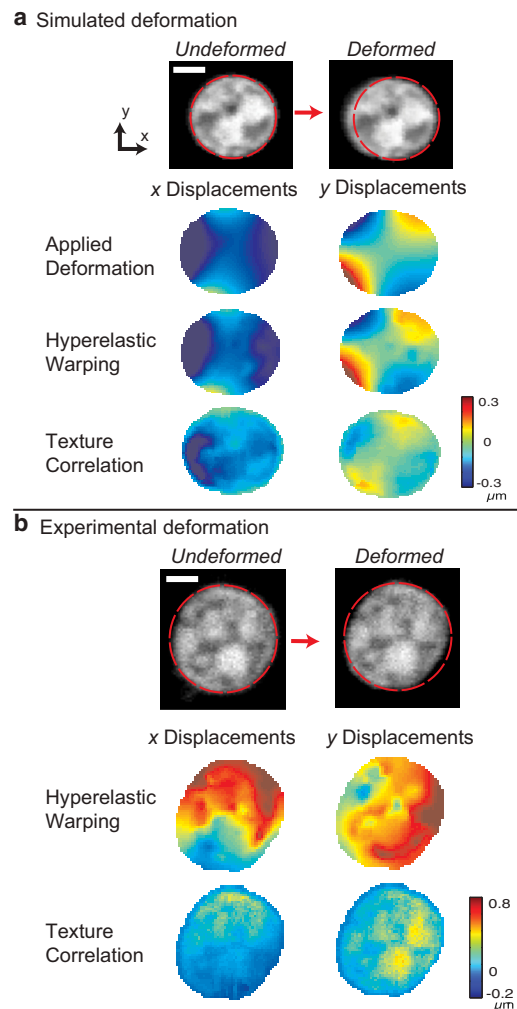 a Simulated deformation
Undeformed Deformed
y
x
x Displacements y Displacements
Applied
Deformation
Hyperelastic
Warping
Texture
Correlation
0.3
0
-0.3
μm
b Experimental deformation
Undeformed Deformed
x Displacements y Displacements
Hyperelastic
Warping
Texture
Correlation
0.8
0
-0.2
μm